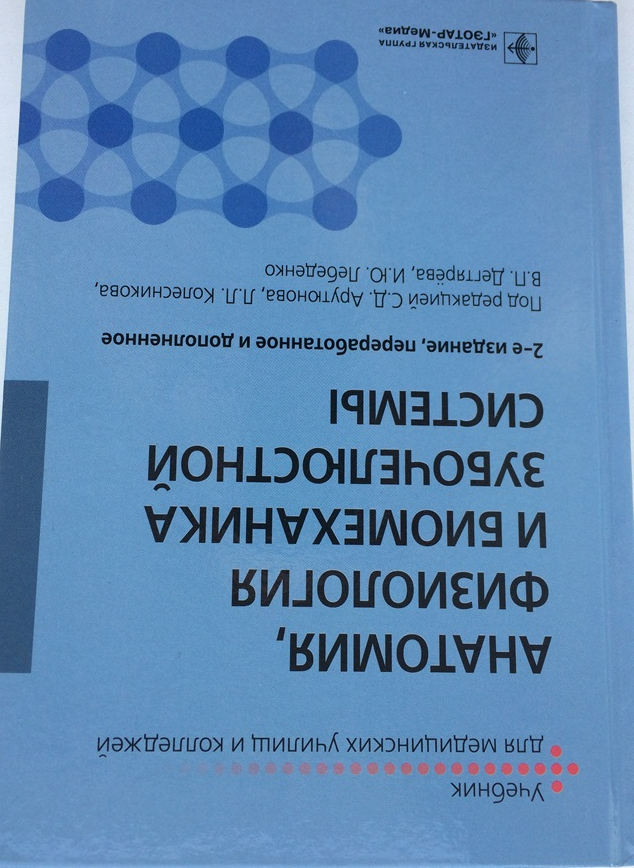 Учебник
для медицинских училищ и колледжей
АНАТОМИЯ,
ФИЗИОЛОГИЯ
И БИОМЕХАНИКА
ЗУБОЧЕЛЮСТНОЙ
СИСТЕМЫ
2-е издание, переработанное и дополненное
Под редакцией С.Д. Арутюнова, Л.Л. Колесникова,
В.П. Дегтярёва, И.Ю. Лебеденко
ИЗДАТЕЛЬСКАЯ ГРУППА
«ГЭОТАР-Медиа»